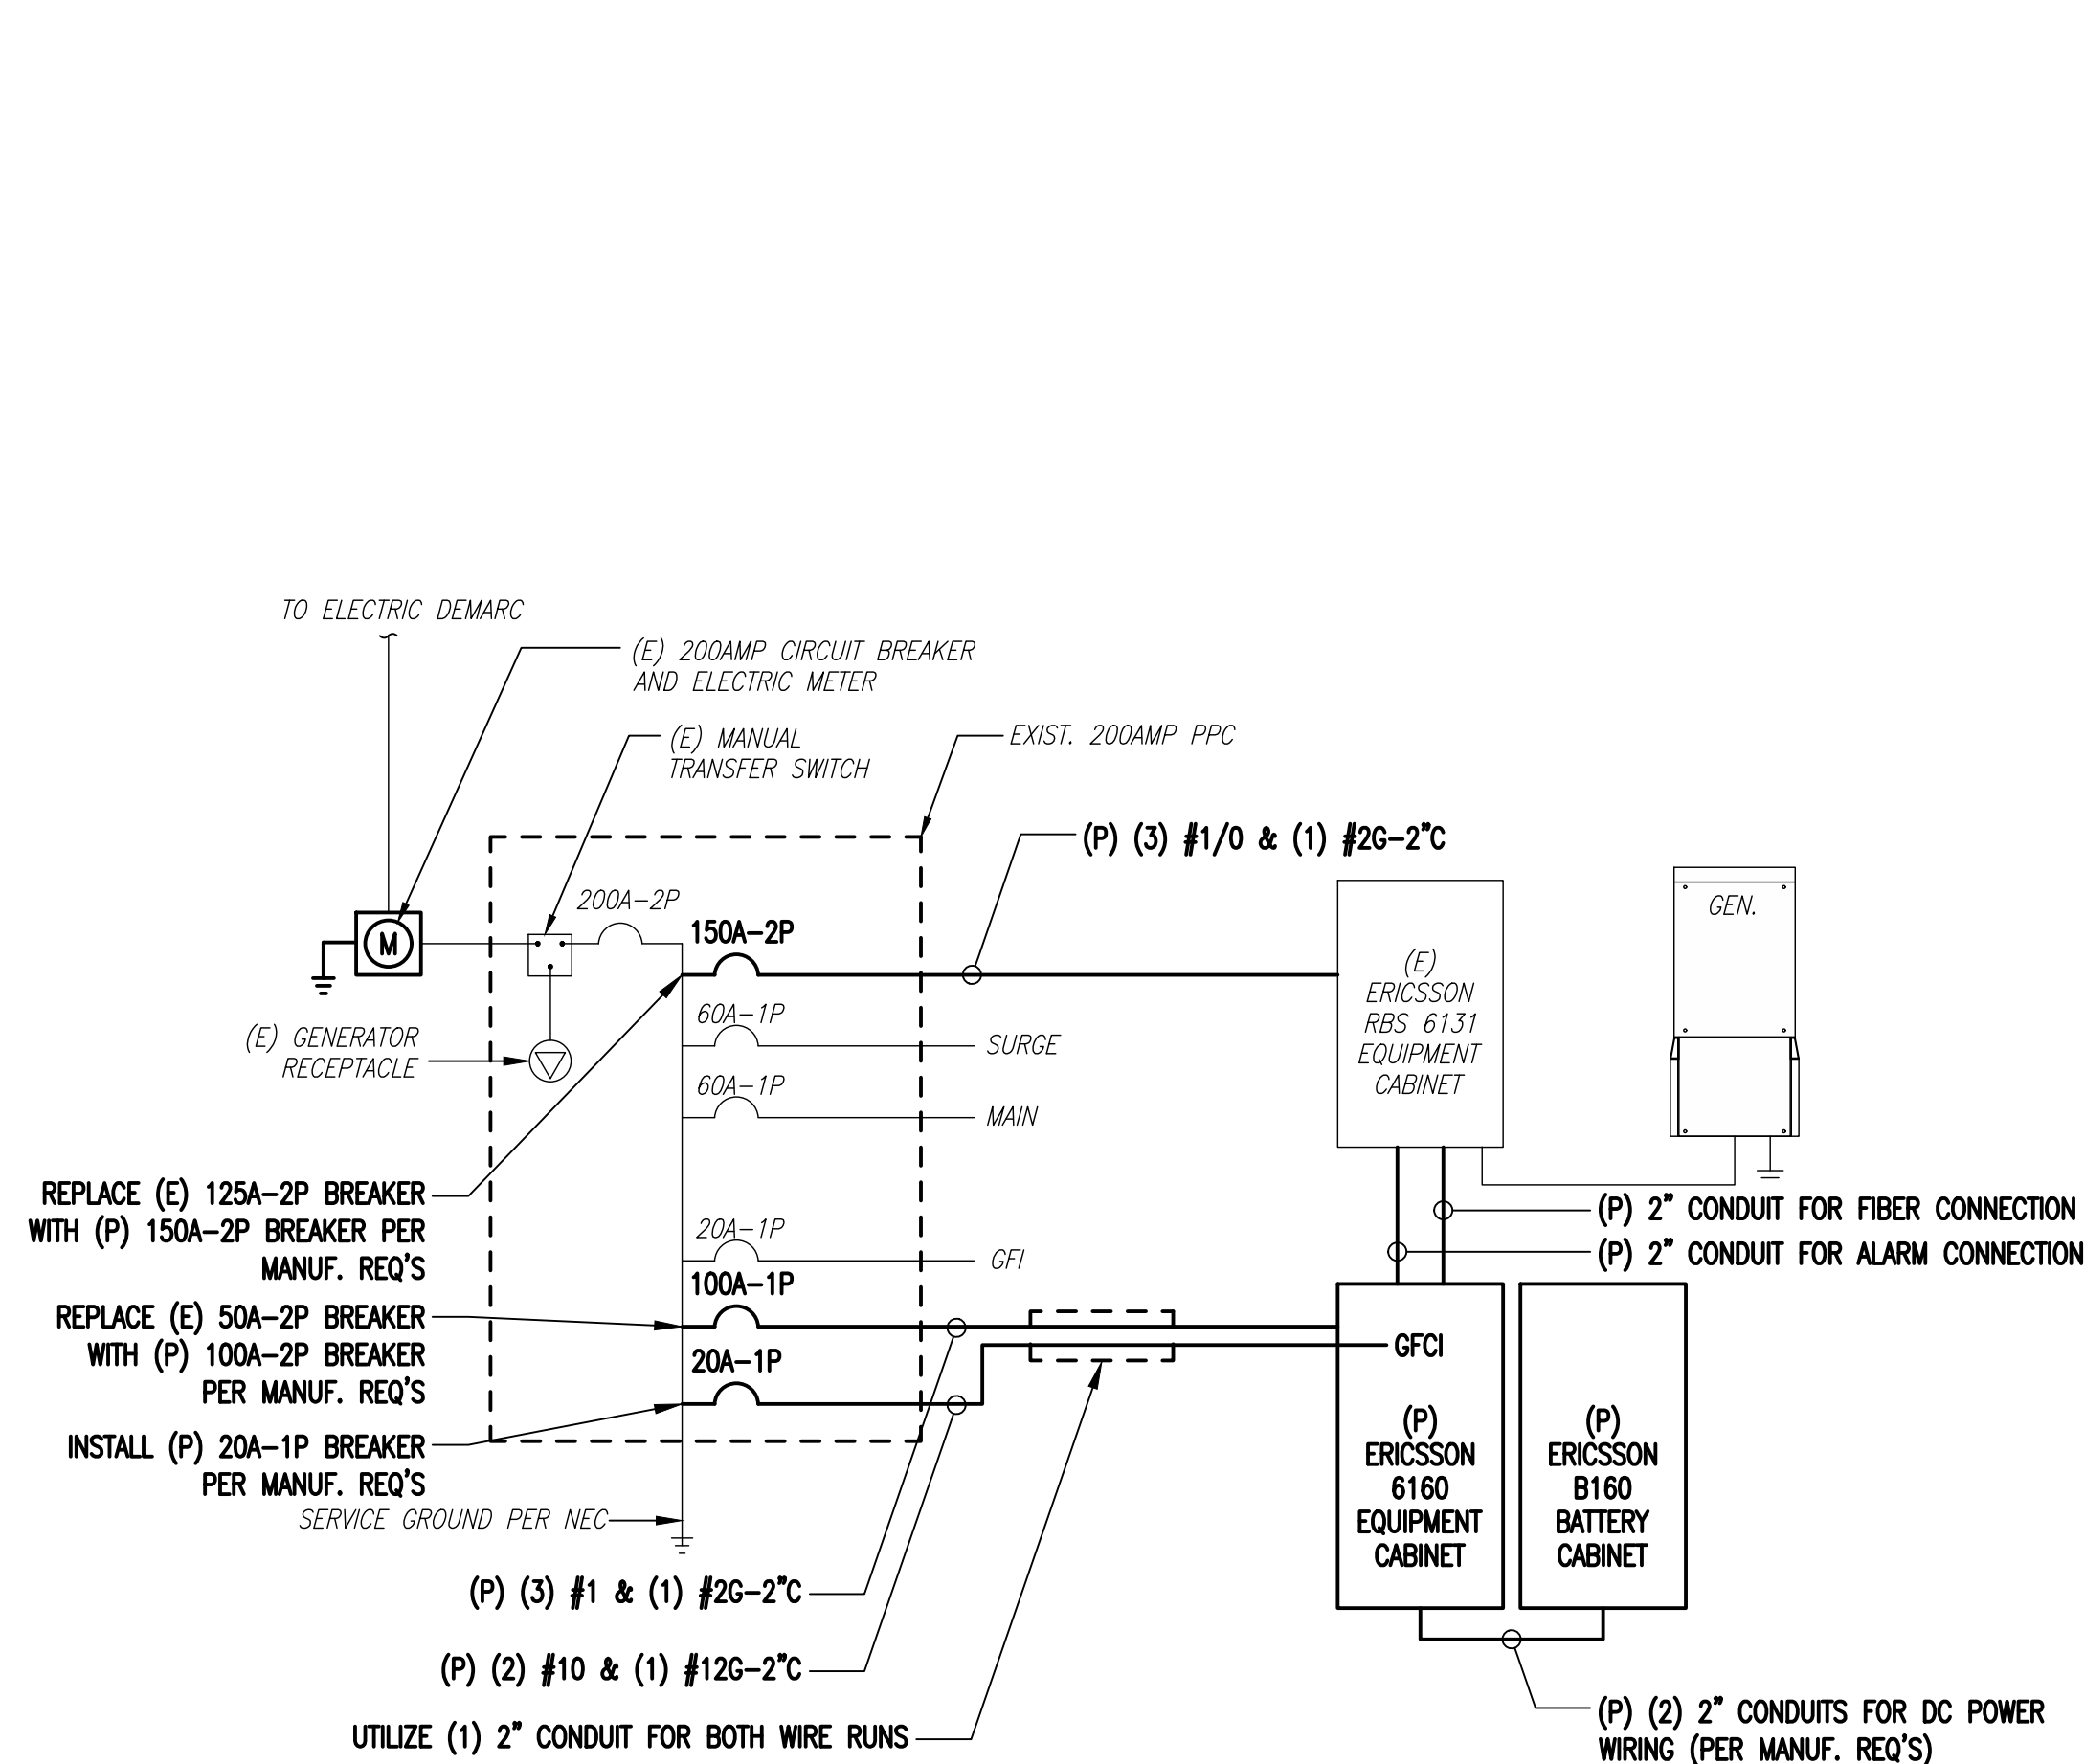 TO ELECTRIC DEMARC
(E) 200AMP CIRCUIT BREAKER
AND ELECTRIC METER
(E) MANUAL
TRANSFER SWITCH
EXIST. 200AMP PPC
(P) (3) #1/0 & (1) #2G-2"C
200A-2P
150A-2P
M
GEN.
(E)
ERICSSON
RBS 6131
EQUIPMENT
CABINET
60A-1P
SURGE
(E) GENERATOR
RECEPTACLE
60A-1P
MAIN
REPLACE (E) 125A-2P BREAKER
WITH (P) 150A-2P BREAKER PER
MANUF. REQ'S
(P) 2" CONDUIT FOR FIBER CONNECTION
(P) 2" CONDUIT FOR ALARM CONNECTION
20A-1P
GFI
100A-1P
REPLACE (E) 50A-2P BREAKER
WITH (P) 100A-2P BREAKER
PER MANUF. REQ'S
20A-1P
GFCI
INSTALL (P) 20A-1P BREAKER
PER MANUF. REQ'S
(P)
ERICSSON
6160
EQUIPMENT
CABINET
(P)
ERICSSON
B160
BATTERY
CABINET
SERVICE GROUND PER NEC
(P) (3) #1 & (1) #2G-2"C
(P) (2) #10 & (1) #12G-2"C
UTILIZE (1) 2" CONDUIT FOR BOTH WIRE RUNS
(P) (2) 2" CONDUITS FOR DC POWER
WIRING (PER MANUF. REQ'S)